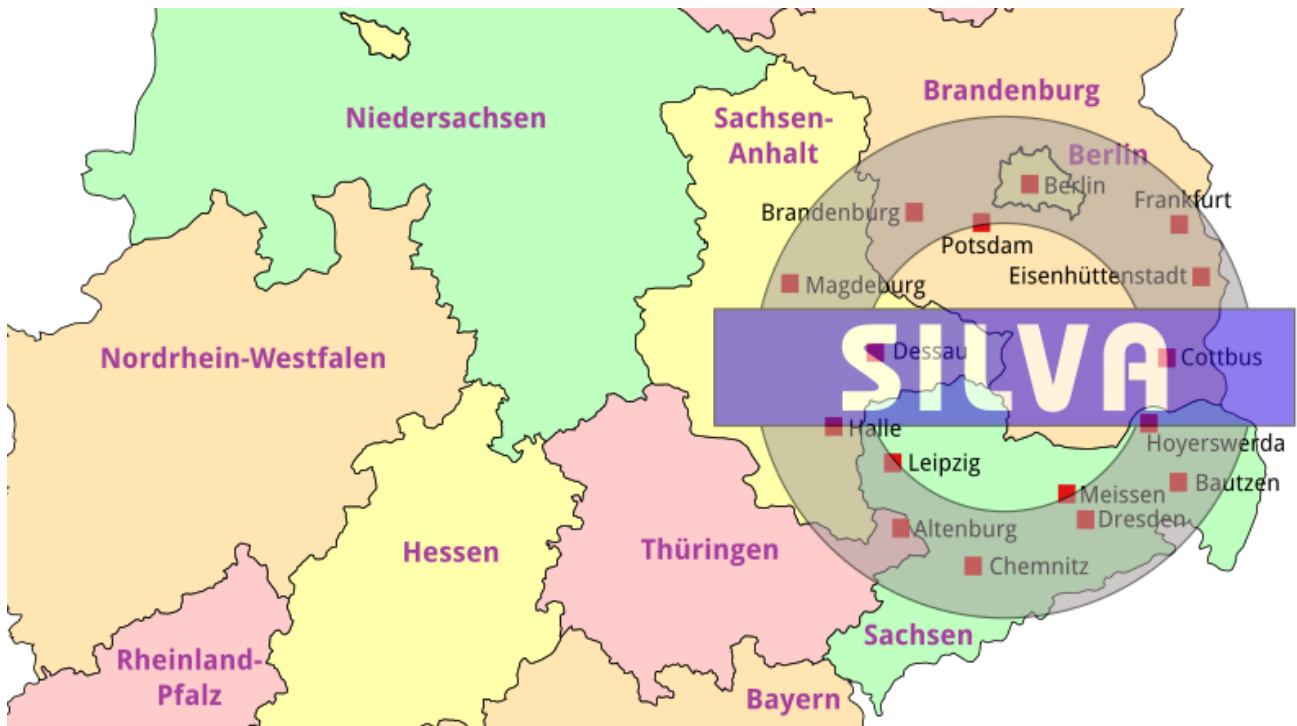 Brandenburg
Niedersachsen
Sachsen-
Anhalt
Berlin
Berlin
Frankfurt
Brandenburg
Potsdam
Eisenhüttenstadt
Magdeburg
SILVA
Dessau
Cottbus
Nordrhein-Westfalen
Halle
Hoyerswerda
Leipzig
Bautzen
Meissen
Dresden
Altenburg
Hessen
Thüringen
Chemnitz
Sachsen
Rheinland-
Pfalz
Bayern